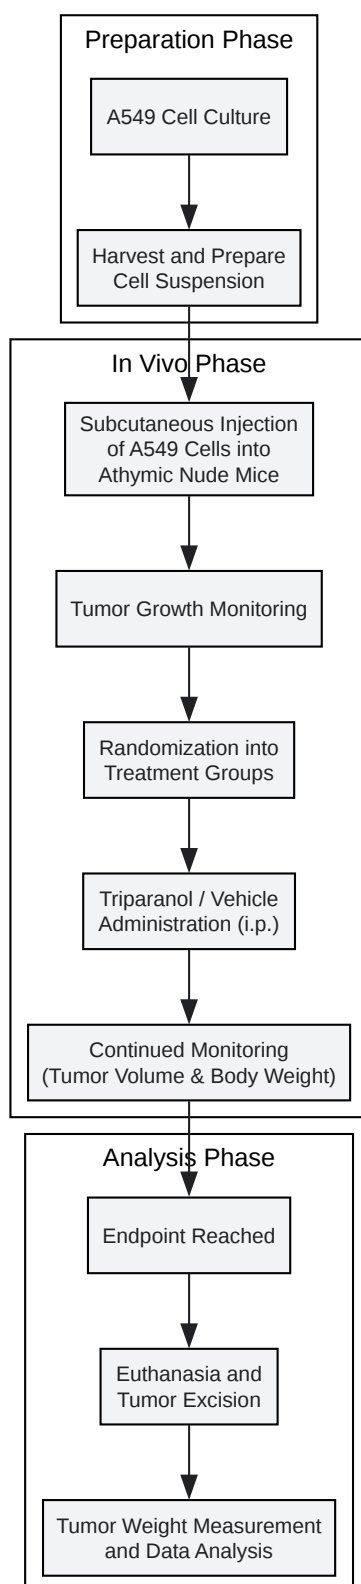 Preparation Phase
A549 Cell Culture
Harvest and Prepare
Cell Suspension
In Vivo Phase
Subcutaneous Injection
of A549 Cells into
Athymic Nude Mice
Tumor Growth Monitoring
Randomization into
Treatment Groups
Triparanol / Vehicle
Administration (i.p.)
Continued Monitoring
(Tumor Volume & Body Weight)
Analysis Phase
Endpoint Reached
Euthanasia and
Tumor Excision
Tumor Weight Measurement
and Data Analysis